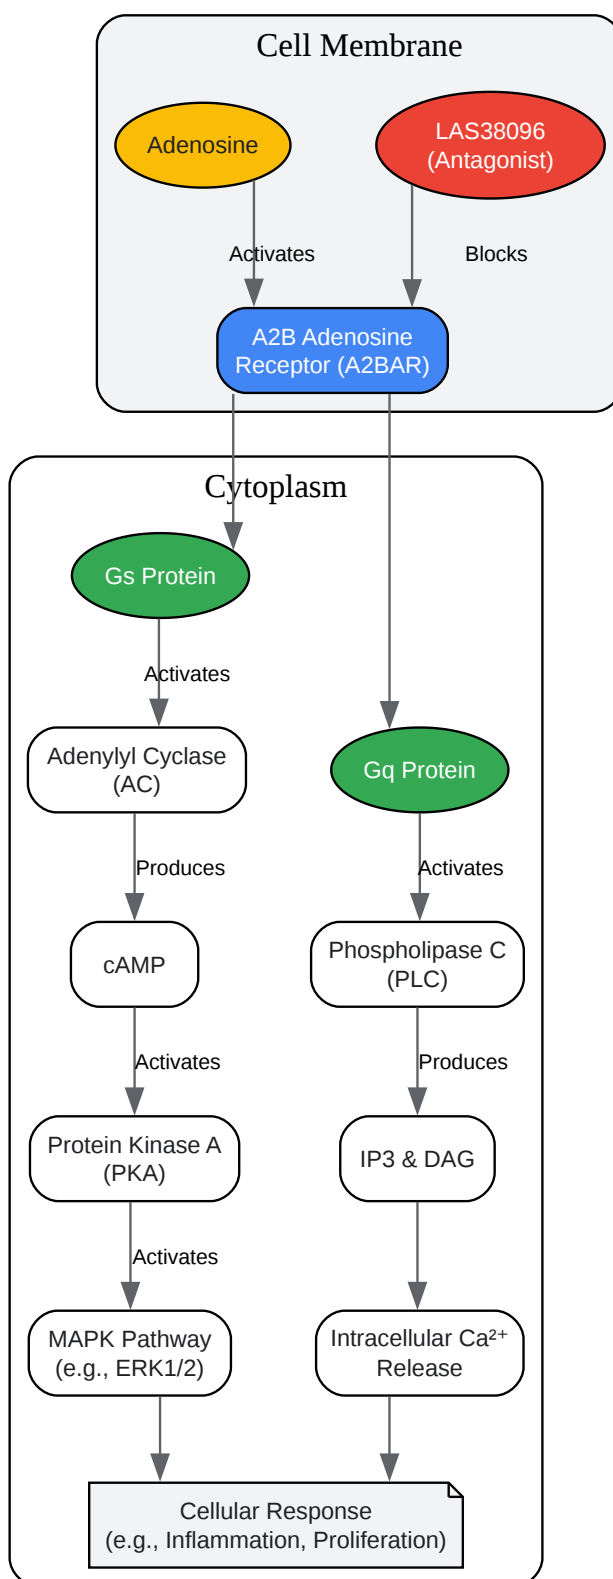 Cell Membrane
Adenosine
LAS38096
(Antagonist)
Activates
Blocks
A2B Adenosine
Receptor (A2BAR)
Cytoplasm
Gs Protein
Activates
Adenylyl Cyclase
(AC)
Gq Protein
Produces
Activates
cAMP
Phospholipase C
(PLC)
Activates
Produces
Protein Kinase A
(PKA)
IP3 & DAG
Activates
MAPK Pathway
(e.g., ERK1/2)
Intracellular Ca²⁺
Release
Cellular Response
(e.g., Inflammation, Proliferation)